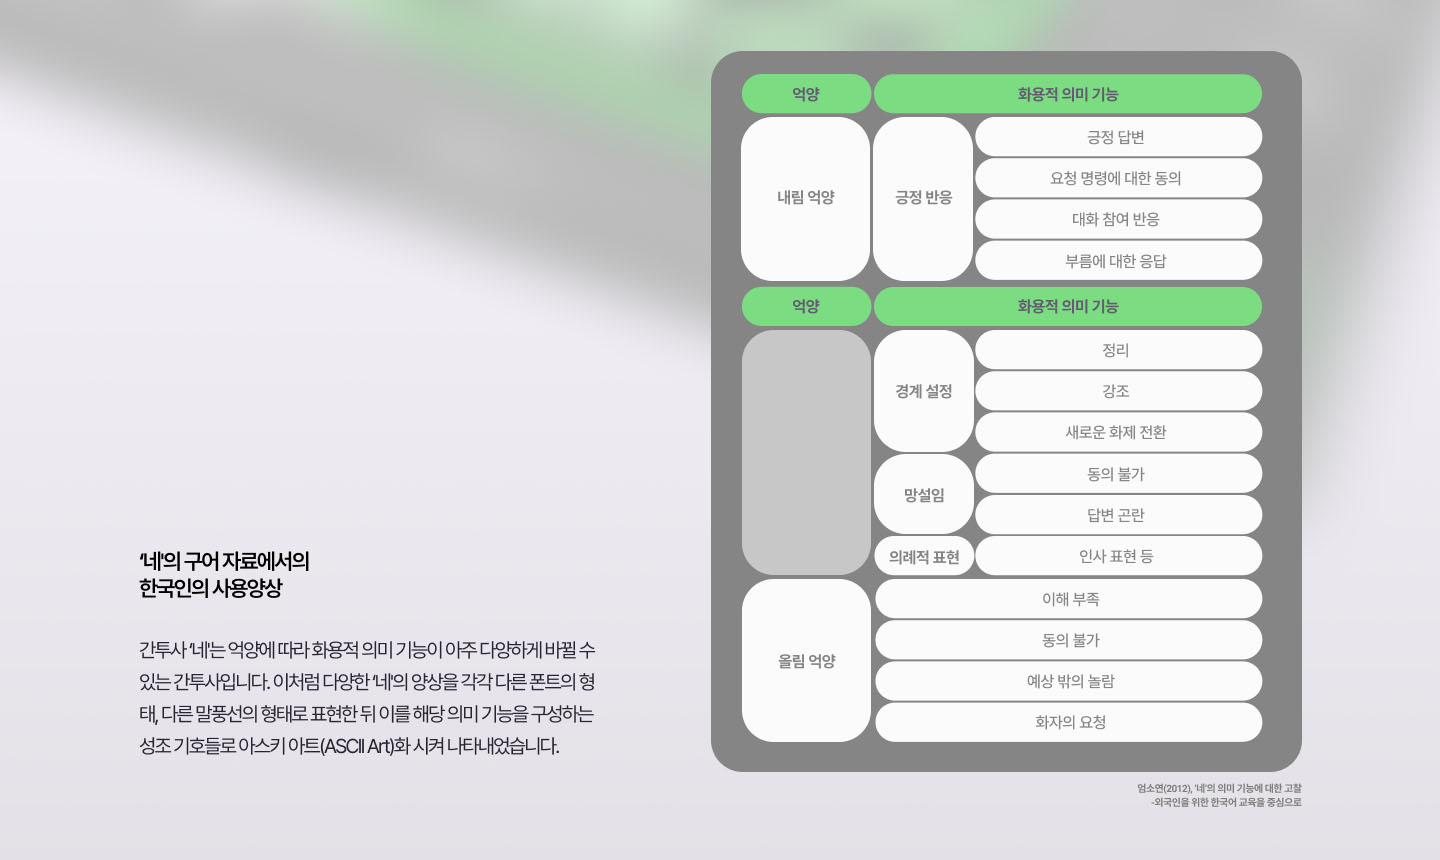 '네'의 구어 자료에서의
한국인의 사용양상
간투사 '네'는 억양에 따라 화용적 의미 기능이 아주 다양하게 바뀔 수
있는 간투사입니다. 이처럼 다양한 '네'의 양상을 각각 다른 폰트의 형
태, 다른 말풍선의 형태로 표현한 뒤 이를 해당 의미 기능을 구성하는
성조 기호들로 아스키 아트(ASCII Art)화 시켜 나타내었습니다.
억양
화용적 의미 기능
내림 억양
긍정 반응
긍정 답변
요청 명령에 대한 동의
대화 참여 반응
부름에 대한 응답
억양
화용적 의미 기능
경계 설정
정리
강조
새로운 화제 전환
망설임
동의 불가
답변 곤란
의례적 표현
인사 표현 등
올림 억양
이해 부족
동의 불가
예상 밖의 놀람
화자의 요청
엄소연(2012), '네'의 의미 기능에 대한 고찰
-외국인을 위한 한국어 교육을 중심으로